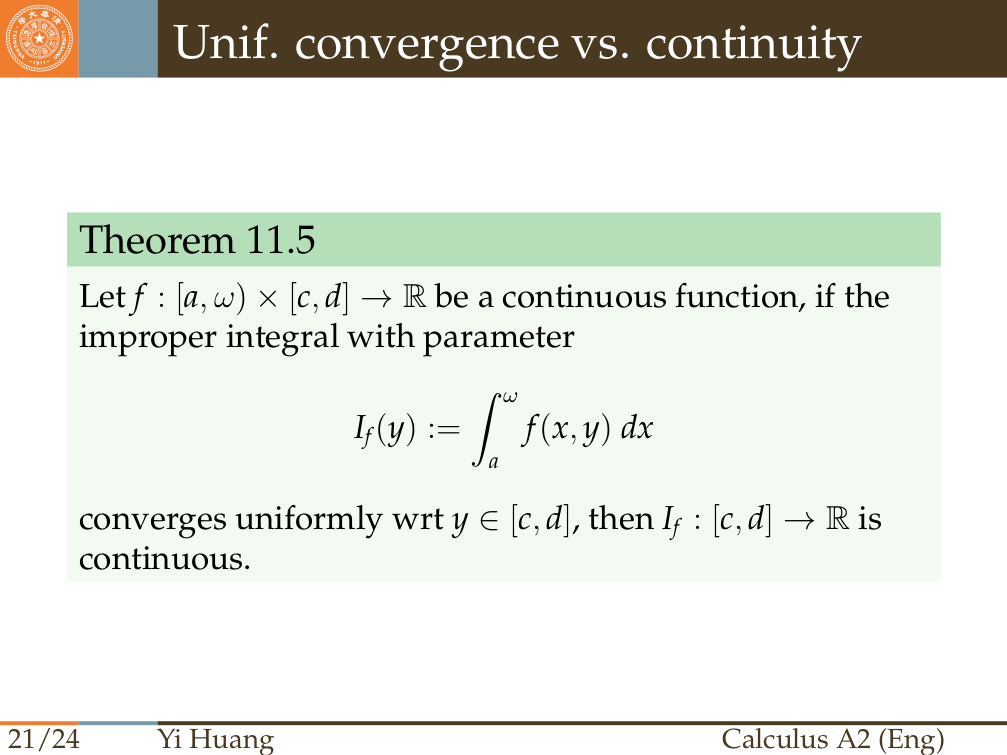 Unif. convergence vs. continuity
Theorem 11.5
Let f : [a, ω) × [c, d] → ℝ be a continuous function, if the
improper integral with parameter
I_f(y) := ∫_a^ω f(x, y) dx
converges uniformly wrt y ∈ [c, d], then I_f : [c, d] → ℝ is
continuous.
21/24 Yi Huang Calculus A2 (Eng)